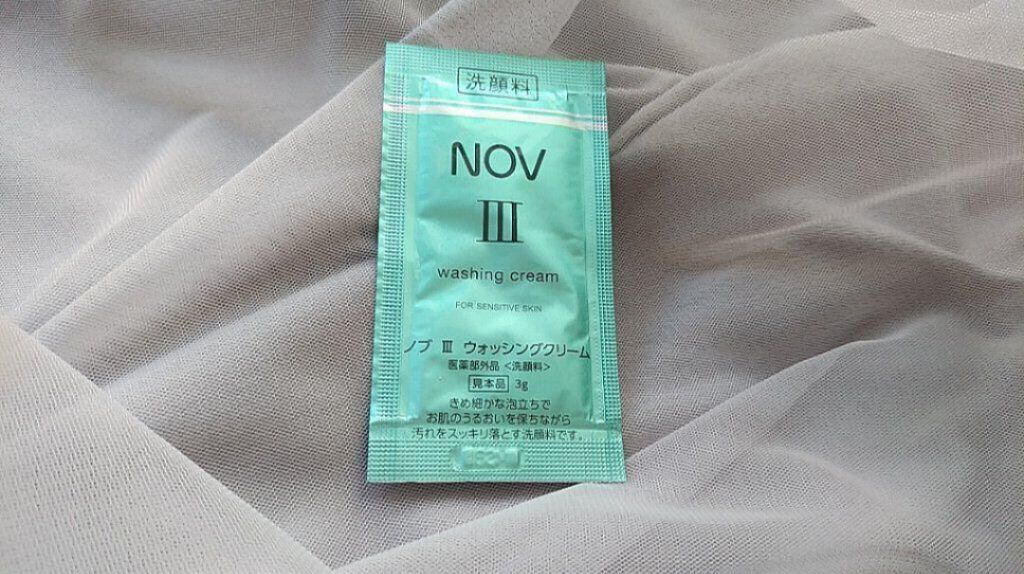 洗顔料
NOV
III
washing cream
FOR SENSITIVE SKIN
ノブ III ウォッシングクリーム
医薬部外品 <洗顔料>
見本品 3g
きめ細かな泡立ちで
お肌のうるおいを保ちながら
汚れをスッキリ落とす洗顔料です。